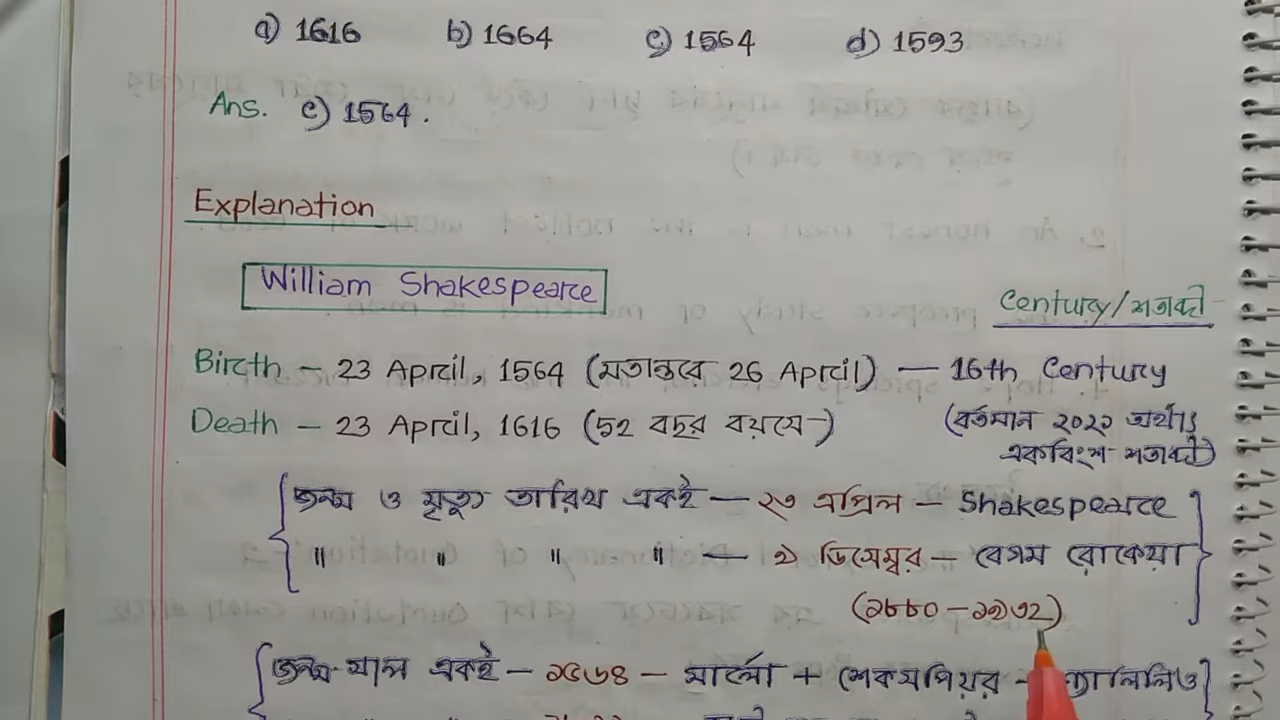 a) 1616 b) 1664 c) 1564 d) 1593
Ans. c) 1564.
Explanation
William Shakespeare
Century/শতাব্দী
Birth – 23 April, 1564 (মতান্তরে 26 April) — 16th Century
Death – 23 April, 1616 (৫২ বছর বয়সে-) (বর্তমান ২০২১ অর্থাৎ
একবিংশ শতাব্দী)
জন্ম ও মৃত্যু তারিখ একই — ২৩ এপ্রিল – Shakespeare
" " " " — ৯ ডিসেম্বর – বেগম রোকেয়া
(১৮৮০ – ১৯৩২)
জন্ম সাল একই – ১৫৬৪ – মার্লো + শেকসপিয়র